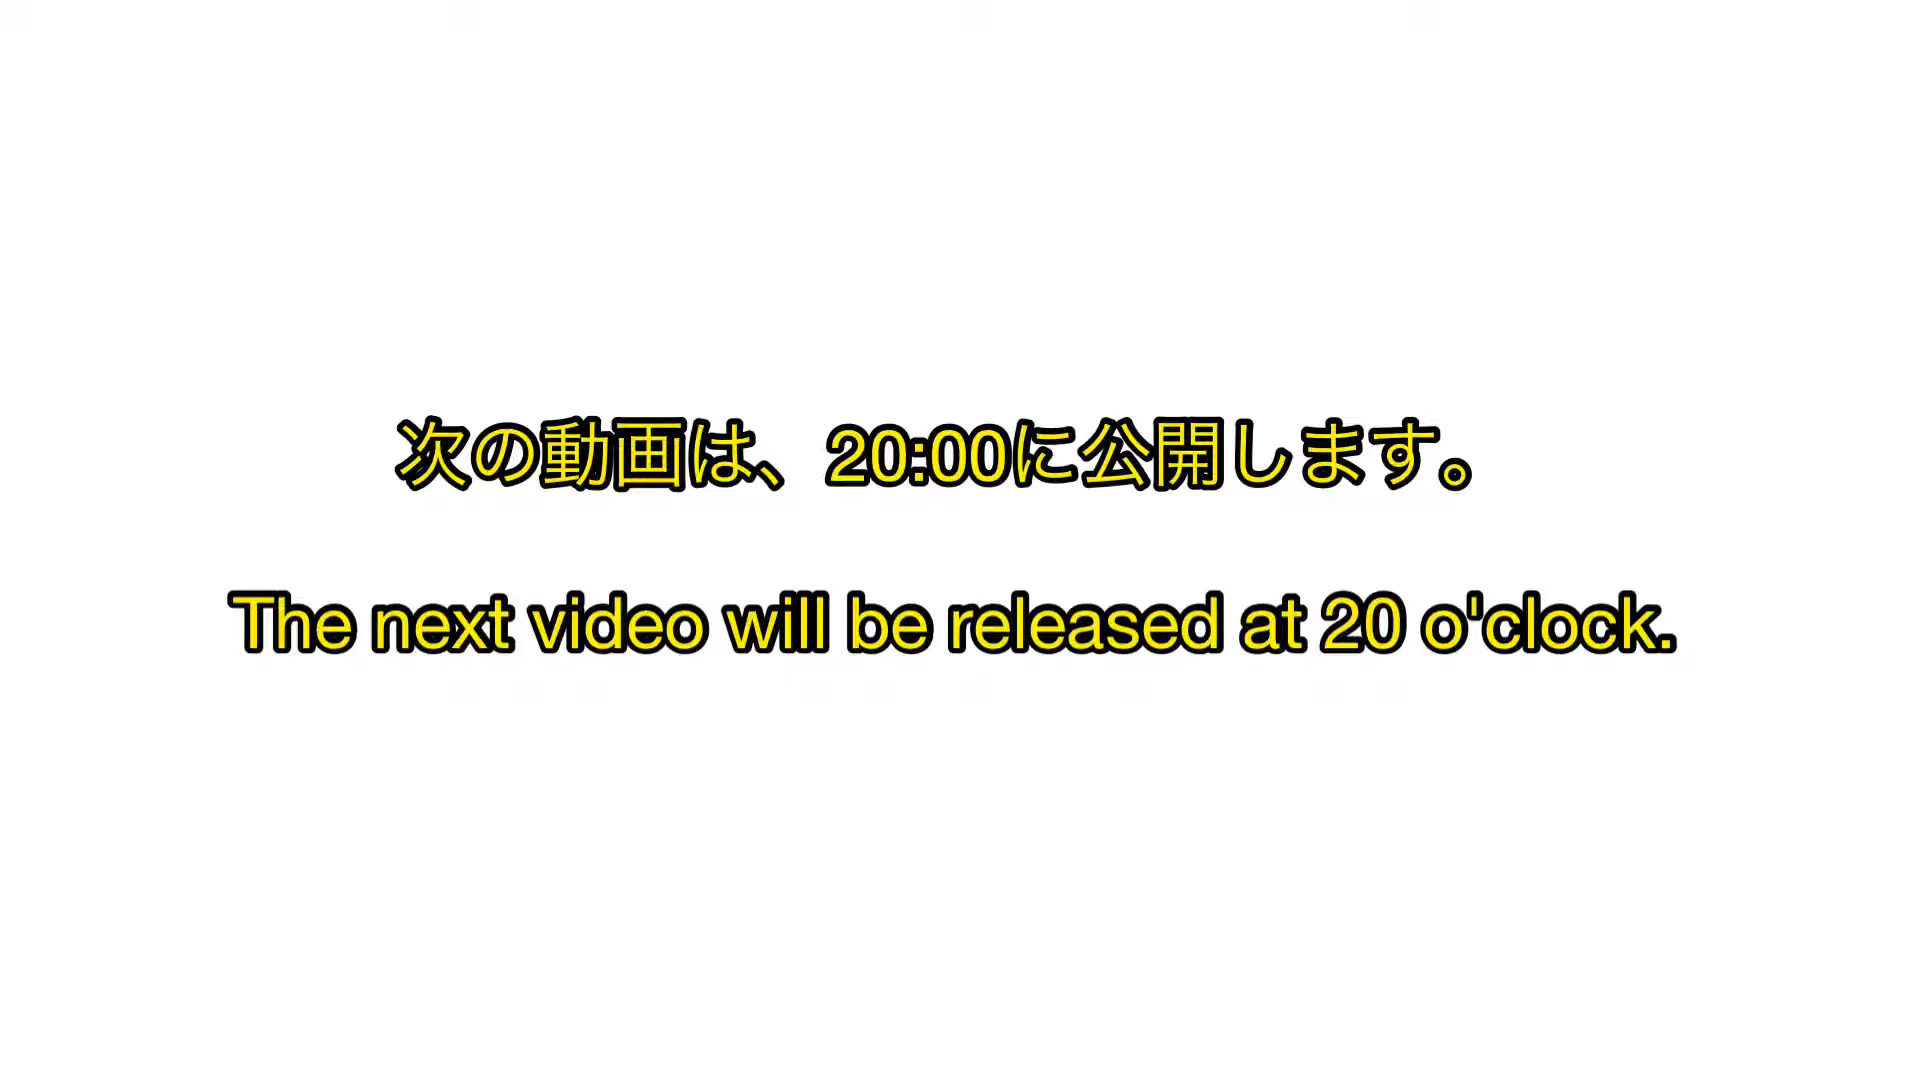 次の動画は、20:00に公開します。
The next video will be released at 20 o'clock.